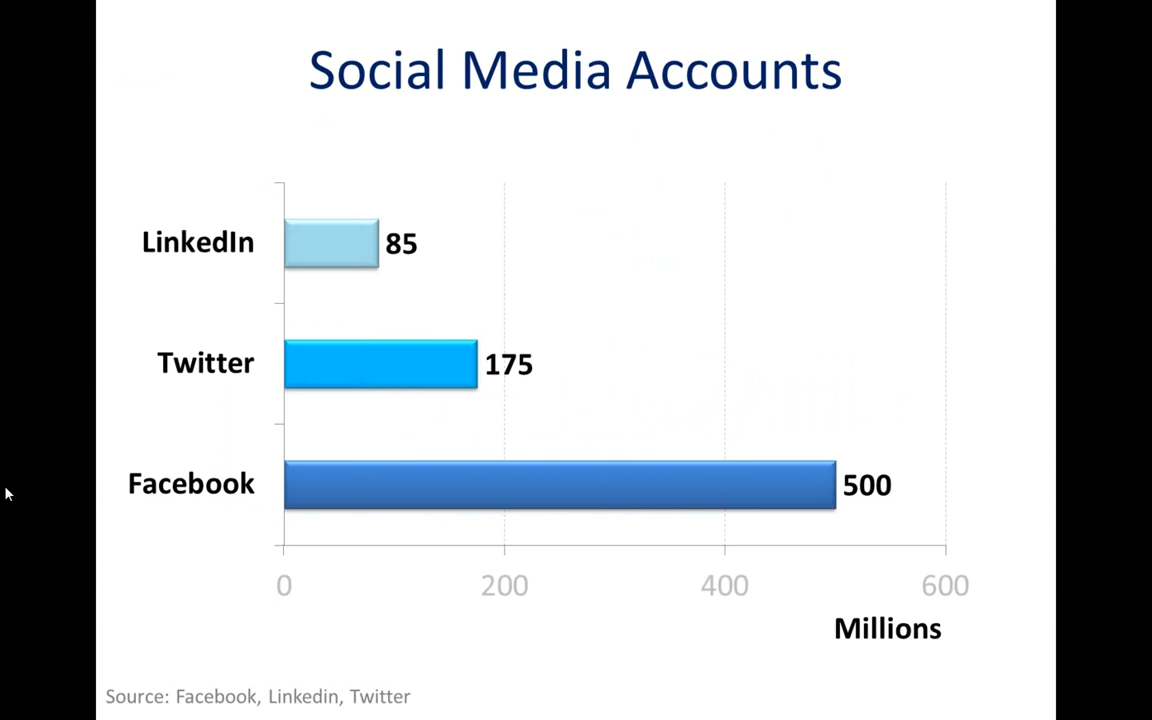 Social Media Accounts
LinkedIn 85
Twitter 175
Facebook 500
0 200 400 600
Millions
Source: Facebook, Linkedin, Twitter